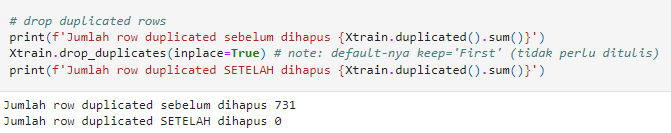 # drop duplicated rows
print(f'Jumlah row duplicated sebelum dihapus {Xtrain.duplicated().sum()}')
Xtrain.drop_duplicates(inplace=True) # note: default-nya keep='First' (tidak perlu ditulis)
print(f'Jumlah row duplicated SETELAH dihapus {Xtrain.duplicated().sum()}')
Jumlah row duplicated sebelum dihapus 731
Jumlah row duplicated SETELAH dihapus 0